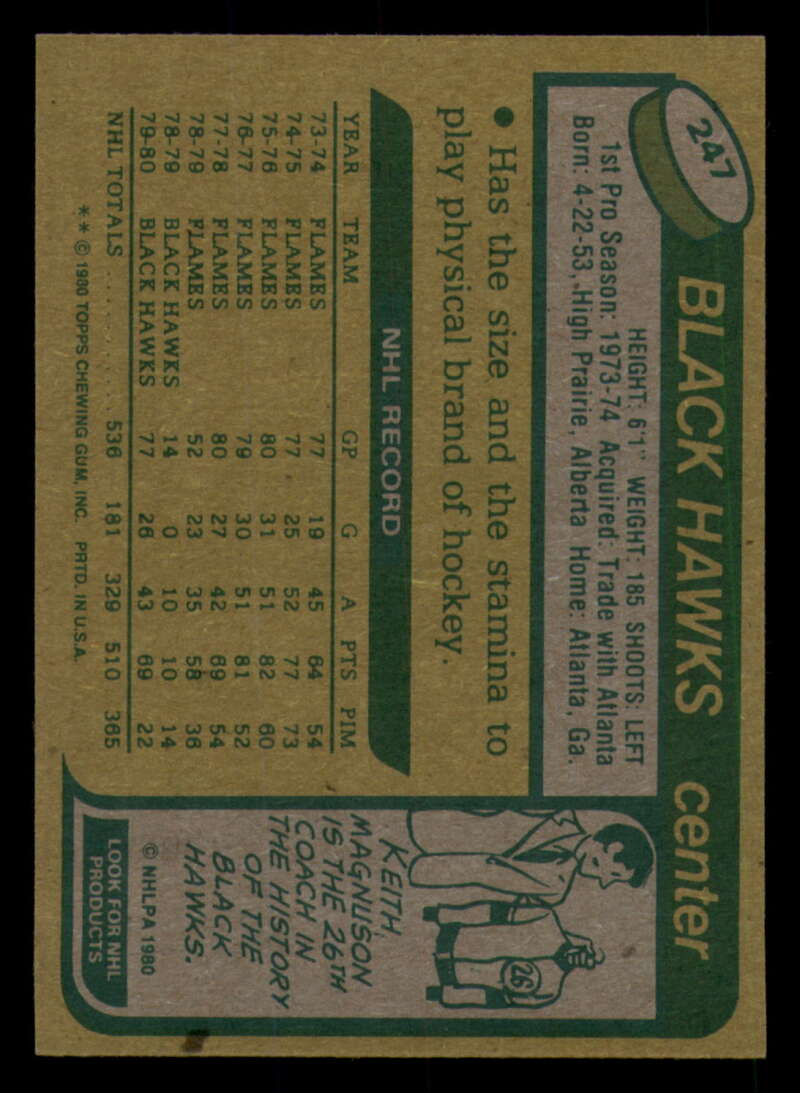 247
BLACK HAWKS center
HEIGHT: 6'1" WEIGHT: 185 SHOOTS: LEFT
1st Pro Season: 1973-74 Acquired: Trade with Atlanta
Born: 4-22-53, High Prairie, Alberta Home: Atlanta, Ga.
• Has the size and the stamina to
play physical brand of hockey.
NHL RECORD
YEAR TEAM GP G A PTS PIM
73-74 FLAMES 77 19 45 64 54
74-75 FLAMES 77 25 52 77 73
75-76 FLAMES 80 31 51 82 60
76-77 FLAMES 79 30 51 81 52
77-78 FLAMES 80 27 42 69 54
78-79 FLAMES 52 23 35 58 36
78-79 BLACK HAWKS 14 0 10 10 14
79-80 BLACK HAWKS 77 26 43 69 22
NHL TOTALS .......... 536 181 329 510 365
** © 1980 TOPPS CHEWING GUM, INC. PRTD. IN U.S.A.
26
KEITH
MAGNUSON
IS THE 26TH
COACH IN
THE HISTORY
OF THE
BLACK
HAWKS.
© NHLPA 1980
LOOK FOR NHL
PRODUCTS